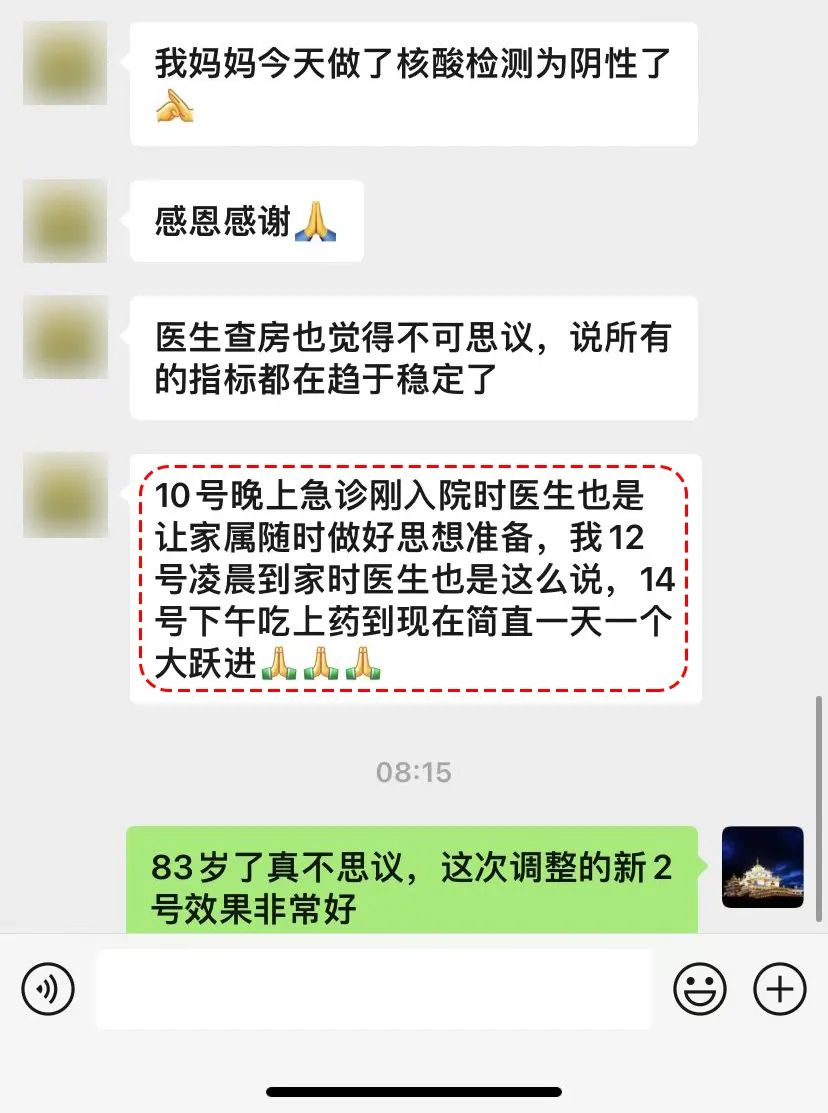 我妈妈今天做了核酸检测为阴性了
感恩感谢🙏
医生查房也觉得不可思议，说所有
的指标都在趋于稳定了
10号晚上急诊刚入院时医生也是
让家属随时做好思想准备，我12
号凌晨到家时医生也是这么说，14
号下午吃上药到现在简直一天一个
大跃进🙏🙏🙏
08:15
83岁了真不思议，这次调整的新2
号效果非常好